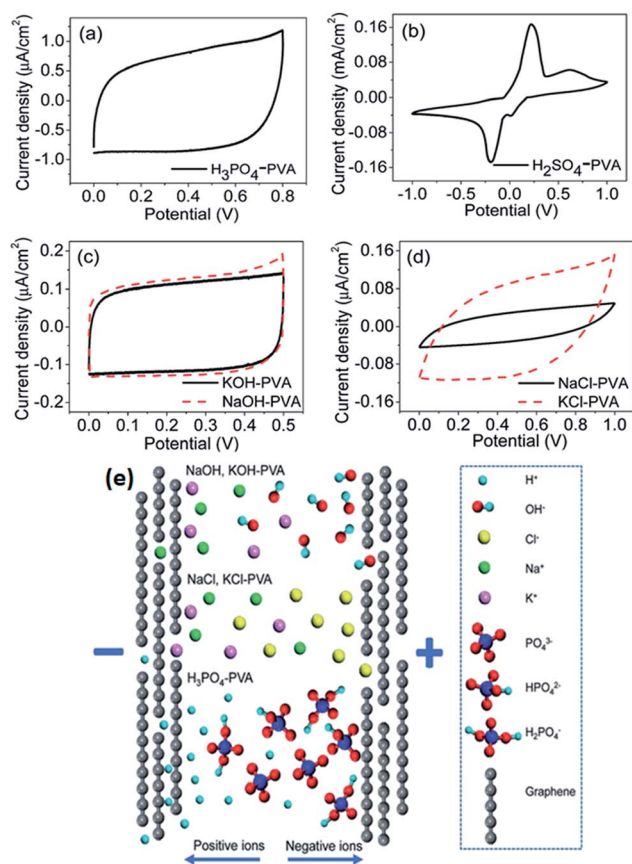 (a)
Current density (μA/cm²)
1.0
0.5
0.0
-0.5
-1.0
H₃PO₄-PVA
0.0 0.2 0.4 0.6 0.8
Potential (V)
(b)
Current density (mA/cm²)
0.16
0.08
0.00
-0.08
-0.16
H₂SO₄-PVA
-1.0 -0.5 0.0 0.5 1.0
Potential (V)
(c)
Current density (μA/cm²)
0.2
0.1
0.0
-0.1
-0.2
KOH-PVA
NaOH-PVA
0.0 0.1 0.2 0.3 0.4 0.5
Potential (V)
(d)
Current density (μA/cm²)
0.16
0.08
0.00
-0.08
-0.16
NaCl-PVA
KCl-PVA
0.0 0.2 0.4 0.6 0.8 1.0
Potential (V)
(e)
NaOH, KOH-PVA
NaCl, KCl-PVA
H₃PO₄-PVA
Positive ions Negative ions
H⁺
OH⁻
Cl⁻
Na⁺
K⁺
PO₄³⁻
HPO₄²⁻
H₂PO₄⁻
Graphene